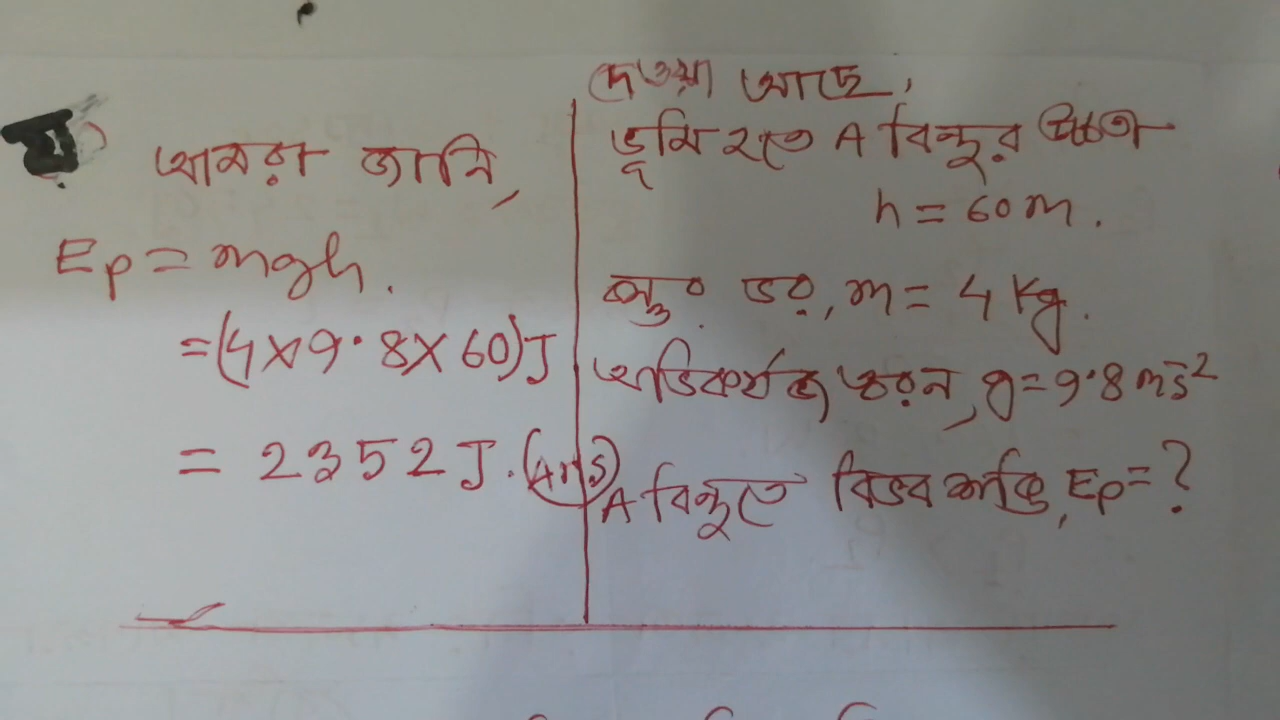 ঘ.
আমরা জানি,
Ep = mgh.
= (4×9.8×60)J
= 2352 J. (Ans)
দেওয়া আছে,
ভূমি হতে A বিন্দুর উচ্চতা
h = 60 m.
বস্তুর ভর, m = 4 Kg.
অভিকর্ষজ ত্বরন, g = 9.8 ms⁻²
A বিন্দুতে বিভব শক্তি, Ep = ?